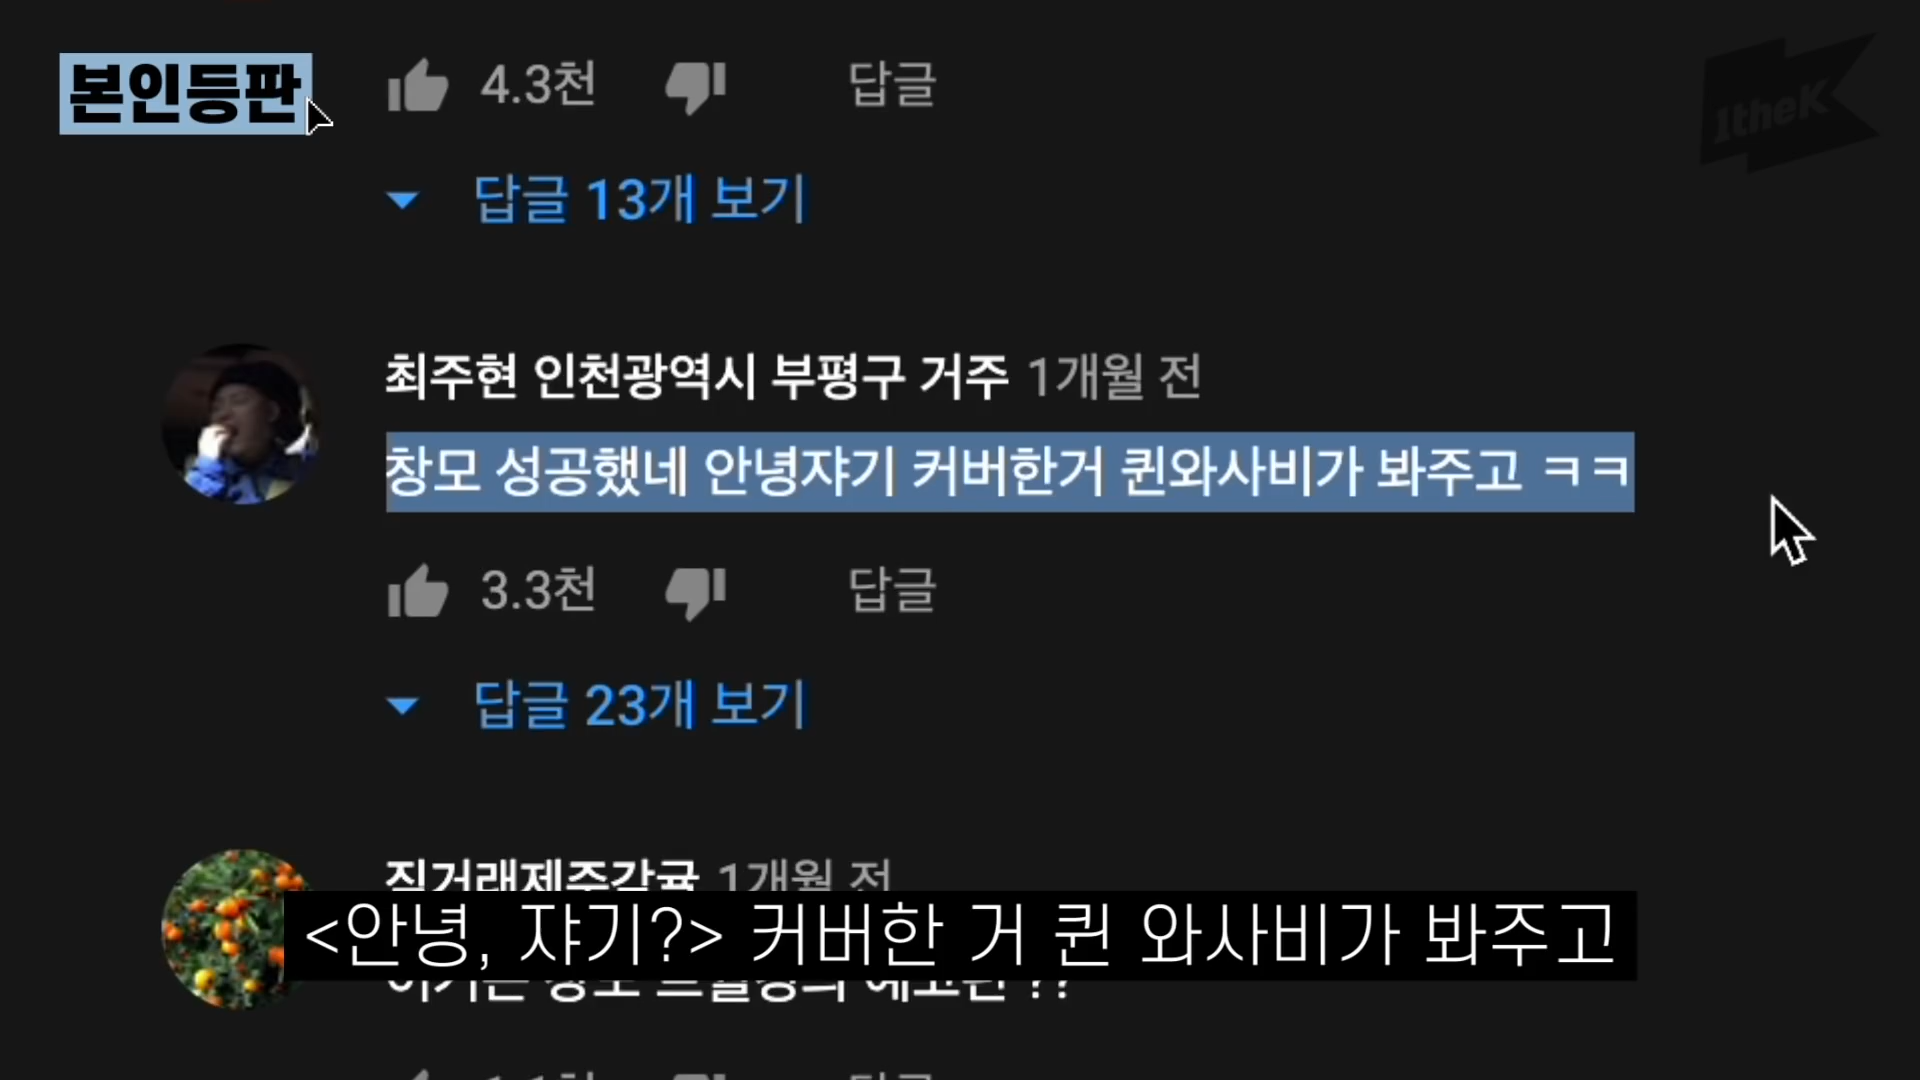 본인등판
4.3천 답글
1theK
답글 13개 보기
최주현 인천광역시 부평구 거주 1개월 전
창모 성공했네 안녕쟈기 커버한거 퀸와사비가 봐주고 ㅋㅋ
3.3천 답글
답글 23개 보기
직거래제주감귤 1개월 전
<안녕, 쟈기?> 커버한 거 퀸 와사비가 봐주고